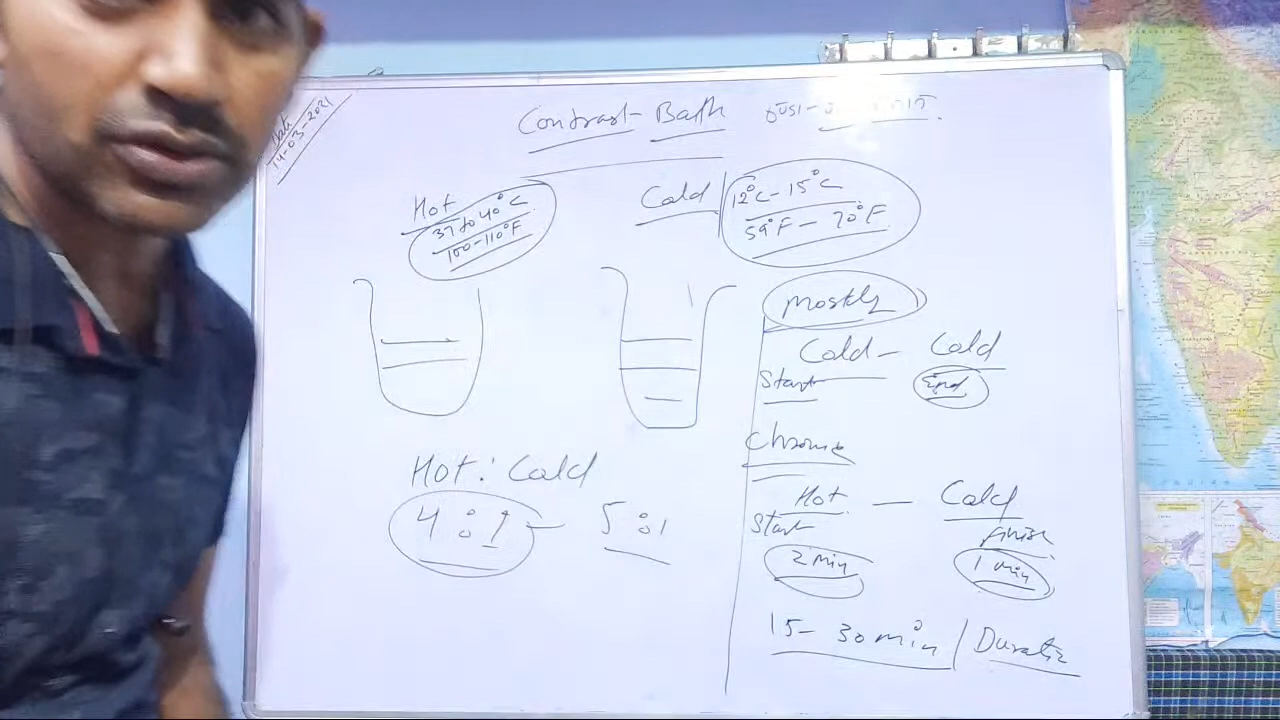 Date
14-03-2021
Contrast-Bath
Hot
37 to 40°C
100-110°F
Cold
12°C-15°C
59°F-70°F
mostly
Cold - Cold
Start
End
Chronic
Hot - Cold
Start
finish
2 min
1 min
15-30 min / Duratio
Hot : Cold
4:1
5:1